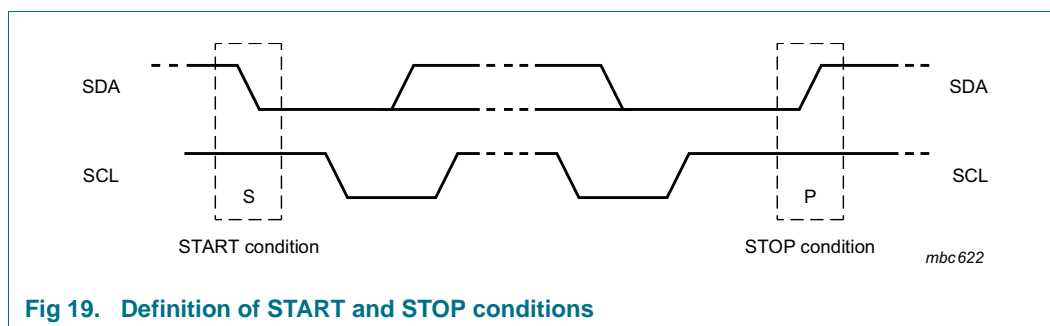 SDA
SDA
SCL
SCL
S
P
START condition
STOP condition
mbc622
Fig 19. Definition of START and STOP conditions